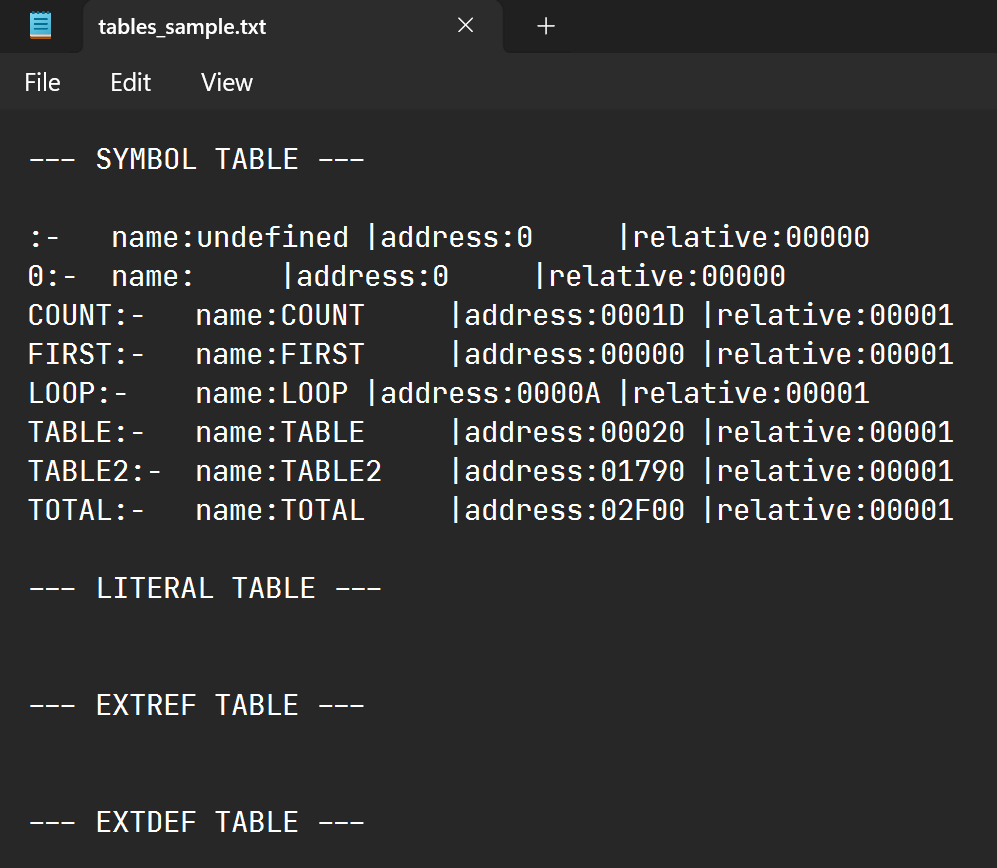 tables_sample.txt
File Edit View
--- SYMBOL TABLE ---
:- name:undefined |address:0 |relative:00000
0:- name: |address:0 |relative:00000
COUNT:- name:COUNT |address:0001D |relative:00001
FIRST:- name:FIRST |address:00000 |relative:00001
LOOP:- name:LOOP |address:0000A |relative:00001
TABLE:- name:TABLE |address:00020 |relative:00001
TABLE2:- name:TABLE2 |address:01790 |relative:00001
TOTAL:- name:TOTAL |address:02F00 |relative:00001
--- LITERAL TABLE ---
--- EXTREF TABLE ---
--- EXTDEF TABLE ---